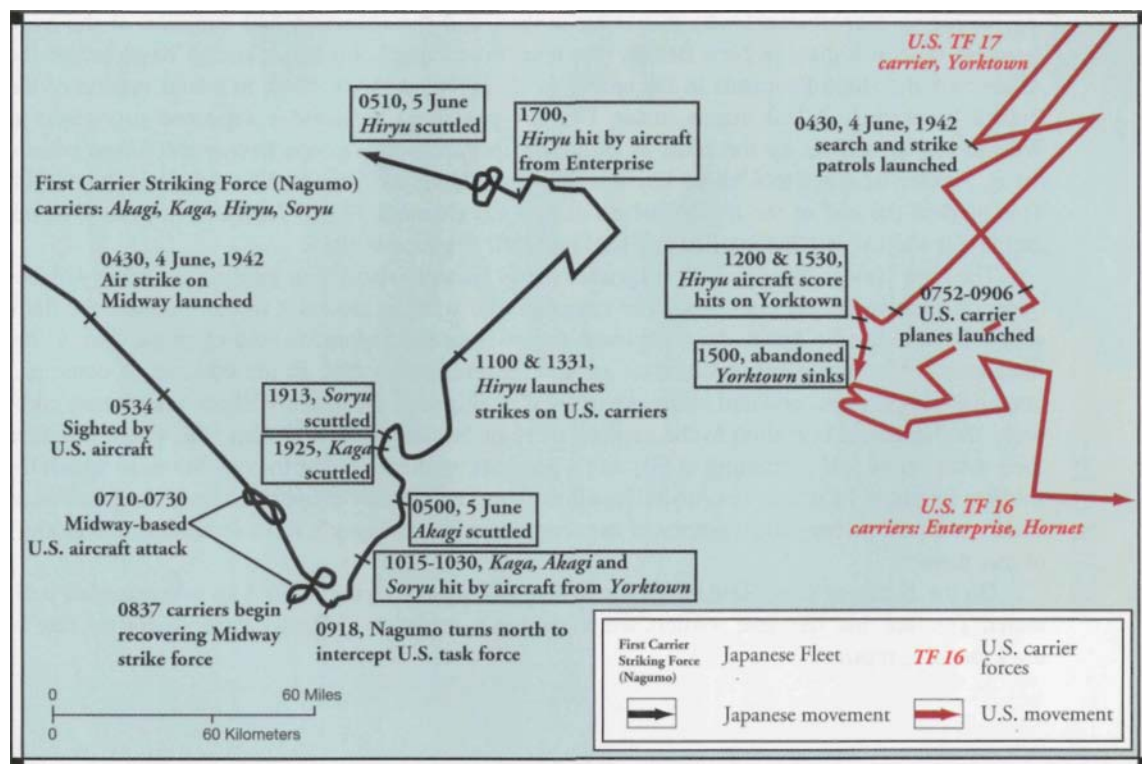 U.S. TF 17
carrier, Yorktown
0510, 5 June
Hiryu scuttled
1700,
Hiryu hit by aircraft
from Enterprise
0430, 4 June, 1942
search and strike
patrols launched
First Carrier Striking Force (Nagumo)
carriers: Akagi, Kaga, Hiryu, Soryu
0430, 4 June, 1942
Air strike on
Midway launched
1200 & 1530,
Hiryu aircraft score
hits on Yorktown
0752-0906
U.S. carrier
planes launched
1500, abandoned
Yorktown sinks
1100 & 1331,
Hiryu launches
strikes on U.S. carriers
1913, Soryu
scuttled
1925, Kaga
scuttled
0534
Sighted by
U.S. aircraft
0710-0730
Midway-based
U.S. aircraft attack
0500, 5 June
Akagi scuttled
U.S. TF 16
carriers: Enterprise, Hornet
1015-1030, Kaga, Akagi and
Soryu hit by aircraft from Yorktown
0837 carriers begin
recovering Midway
strike force
0918, Nagumo turns north to
intercept U.S. task force
First Carrier
Striking Force
(Nagumo)
Japanese Fleet
TF 16
U.S. carrier
forces
Japanese movement
U.S. movement
0
60 Miles
0
60 Kilometers